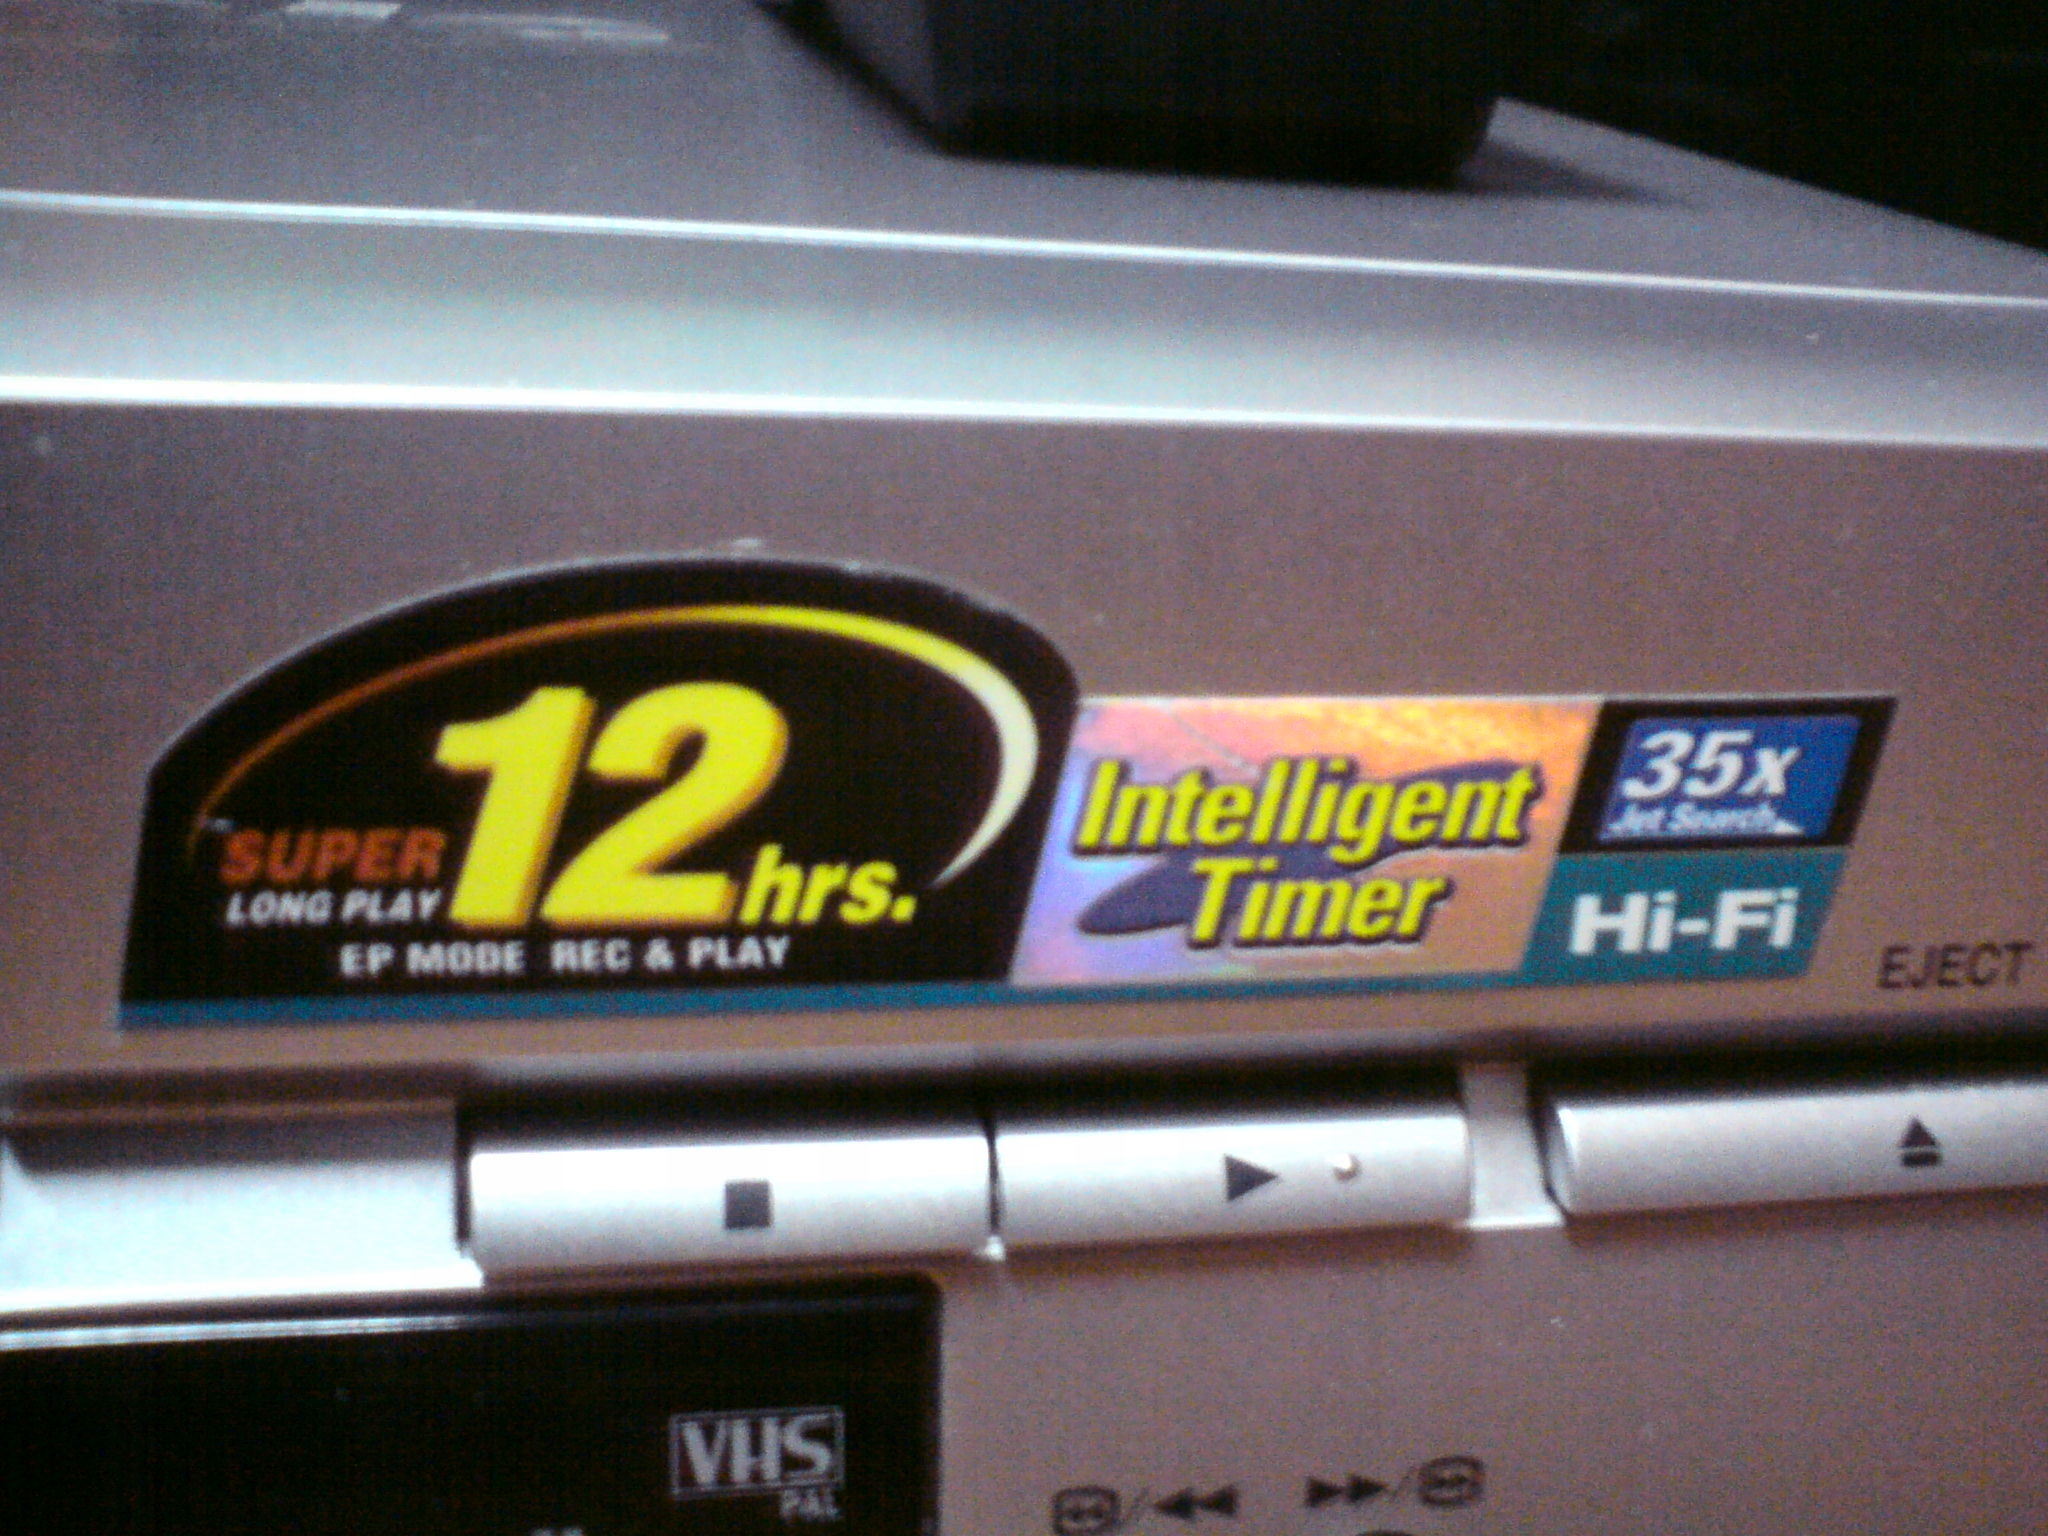 SUPER
LONG PLAY
12 hrs.
EP MODE REC & PLAY
Intelligent
Timer
35x
Jet Search
Hi-Fi
EJECT
VHS
PAL